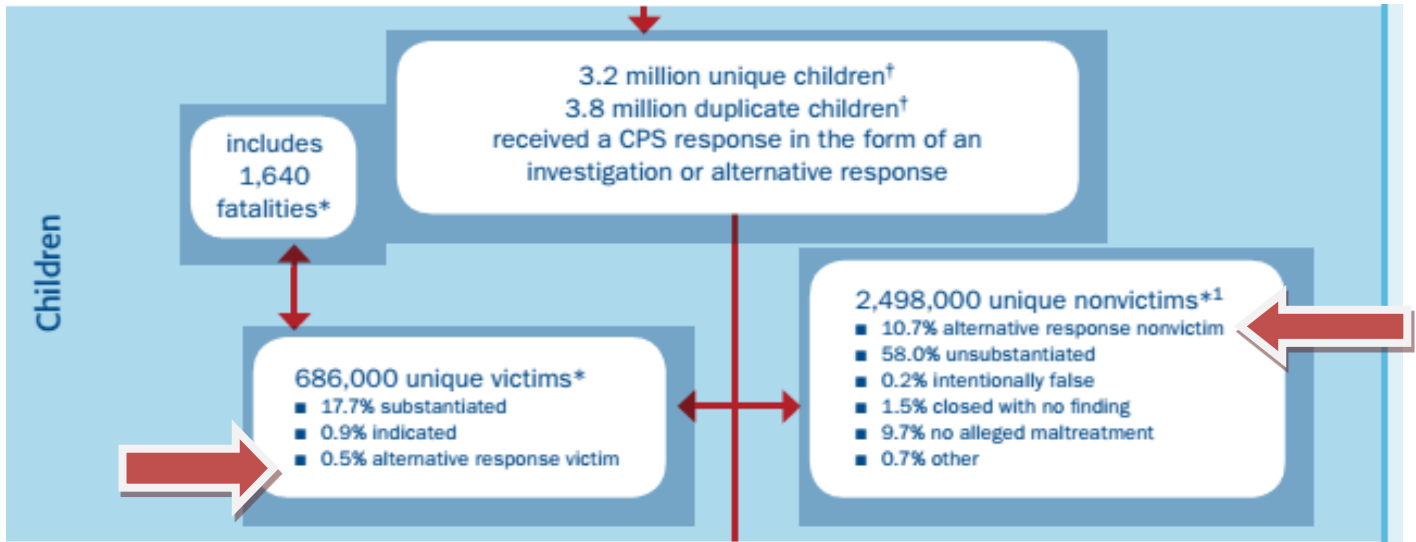 3.2 million unique children†
3.8 million duplicate children†
received a CPS response in the form of an
investigation or alternative response
includes
1,640
fatalities*
Children
686,000 unique victims*
■ 17.7% substantiated
■ 0.9% indicated
■ 0.5% alternative response victim
2,498,000 unique nonvictims*¹
■ 10.7% alternative response nonvictim
■ 58.0% unsubstantiated
■ 0.2% intentionally false
■ 1.5% closed with no finding
■ 9.7% no alleged maltreatment
■ 0.7% other